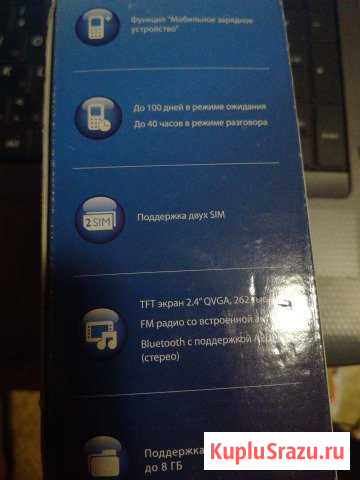 Функция "Мобильное зарядное
устройство"
До 100 дней в режиме ожидания
До 40 часов в режиме разговора
2 SIM
Поддержка двух SIM
TFT экран 2.4" QVGA, 262
FM радио со встроенной
Bluetooth с поддержкой
(стерео)
Поддержка
до 8 ГБ
KupluSrazu.ru